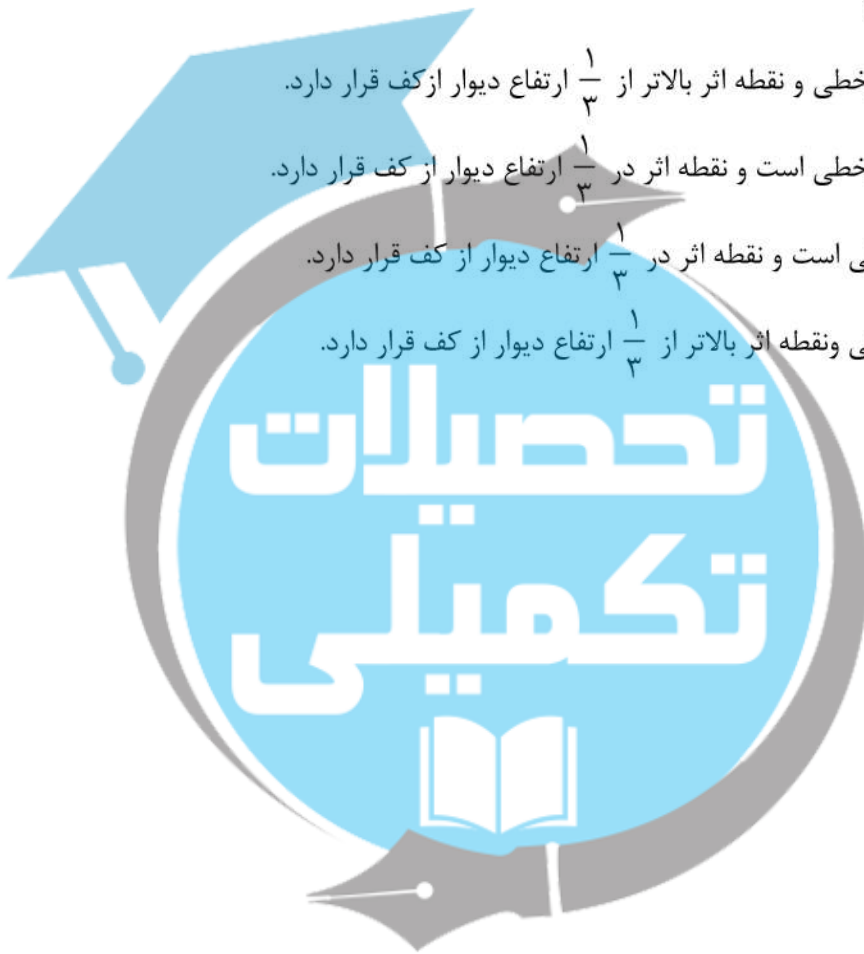 خطی و نقطه اثر بالاتر از ۱/۳ ارتفاع دیوار از کف قرار دارد.
خطی است و نقطه اثر در ۱/۳ ارتفاع دیوار از کف قرار دارد.
است و نقطه اثر در ۱/۳ ارتفاع دیوار از کف قرار دارد.
ونقطه اثر بالاتر از ۱/۳ ارتفاع دیوار از کف قرار دارد.
تحصیلات
تکمیلی